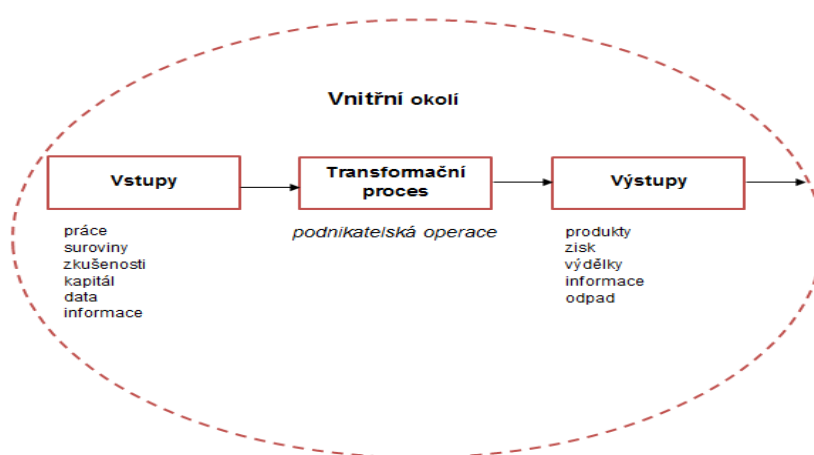 Vnitřní okolí
Vstupy
Transformační
proces
Výstupy
práce
suroviny
zkušenosti
kapitál
data
informace
podnikatelská operace
produkty
zisk
výdělky
informace
odpad